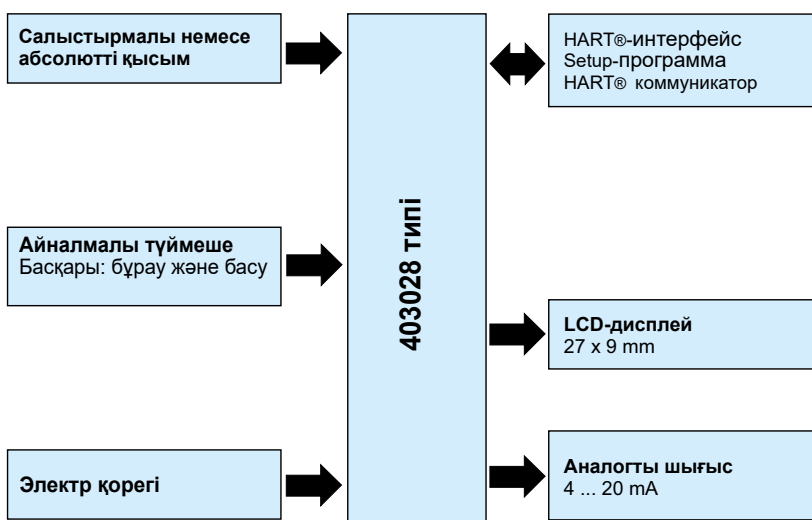 Салыстырмалы немесе
абсолютті қысым
Айналмалы түймеше
Басқары: бұрау және басу
Электр қорегі
403028 типі
HART®-интерфейс
Setup-программа
HART® коммуникатор
LCD-дисплей
27 x 9 mm
Аналогты шығыс
4 ... 20 mA